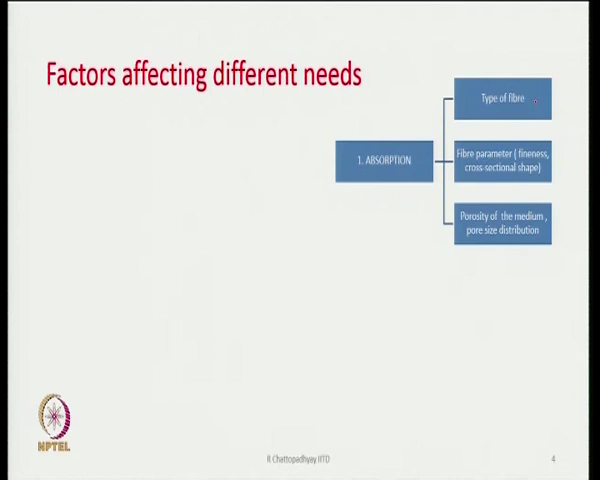 Factors affecting different needs
Type of fibre
1. ABSORPTION
Fibre parameter ( fineness,
cross-sectional shape)
Porosity of the medium ,
pore size distribution
NPTEL
R Chattopadhyay IITD
4